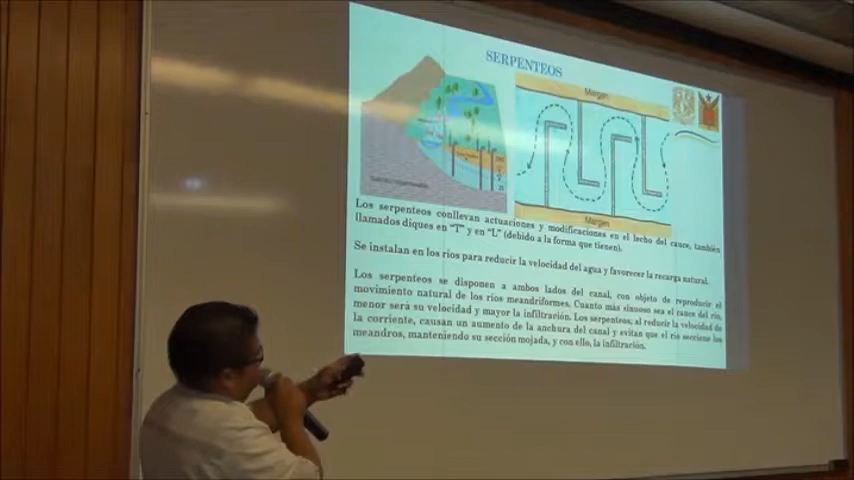 SERPENTEOS
Margen
Margen
Los serpenteos conllevan actuaciones y modificaciones en el lecho del cauce, también
llamados diques en "T" y en "L" (debido a la forma que tienen).
Se instalan en los ríos para reducir la velocidad del agua y favorecer la recarga natural.
Los serpenteos se disponen a ambos lados del canal, con objeto de reproducir el
movimiento natural de los ríos meandriformes. Cuanto más sinuoso sea el cauce del río,
menor será su velocidad y mayor la infiltración. Los serpenteos, al reducir la velocidad de
la corriente, causan un aumento de la anchura del canal y evitan que el río seccione los
meandros, manteniendo su sección mojada, y con ello, la infiltración.